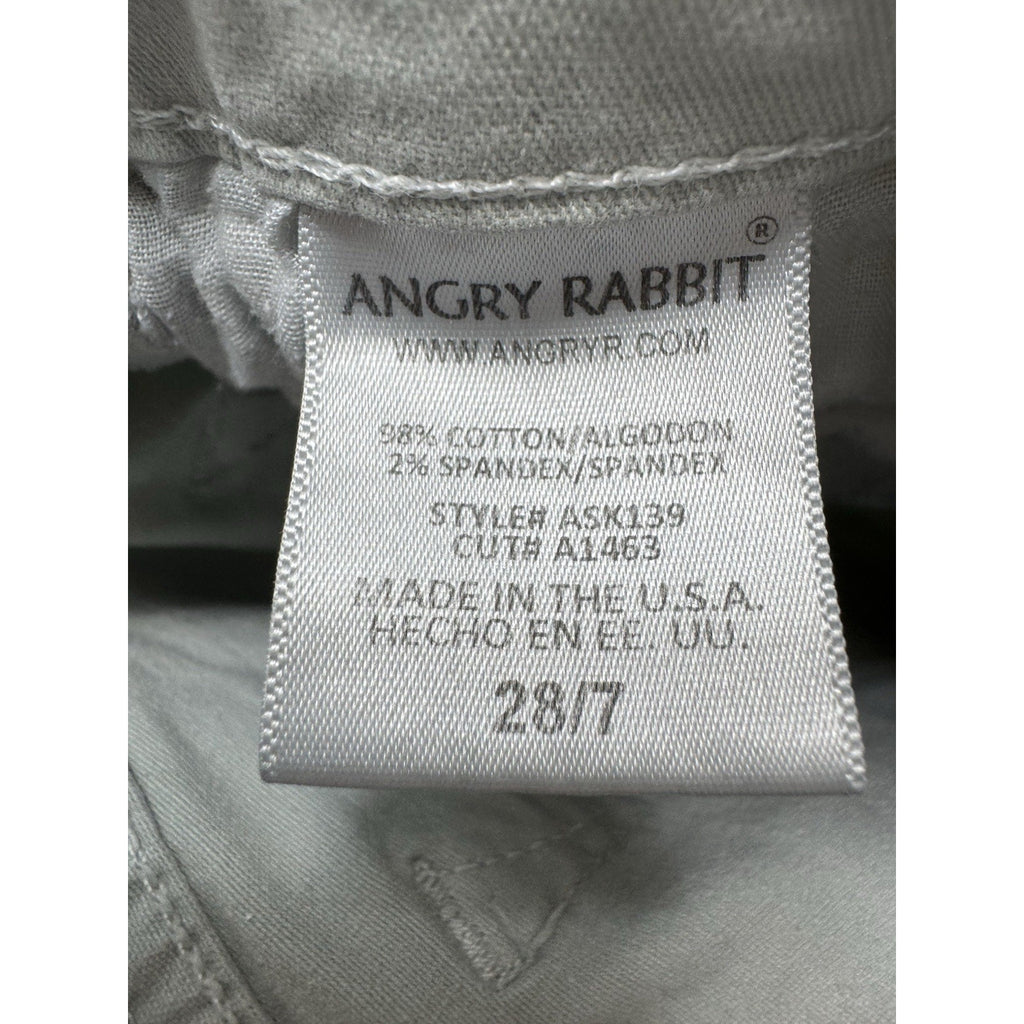 ANGRY RABBIT®
WWW.ANGRYR.COM
98% COTTON/ALGODON
2% SPANDEX/SPANDEX
STYLE# ASK139
CUT# A1463
MADE IN THE U.S.A.
HECHO EN EE. UU.
28/7